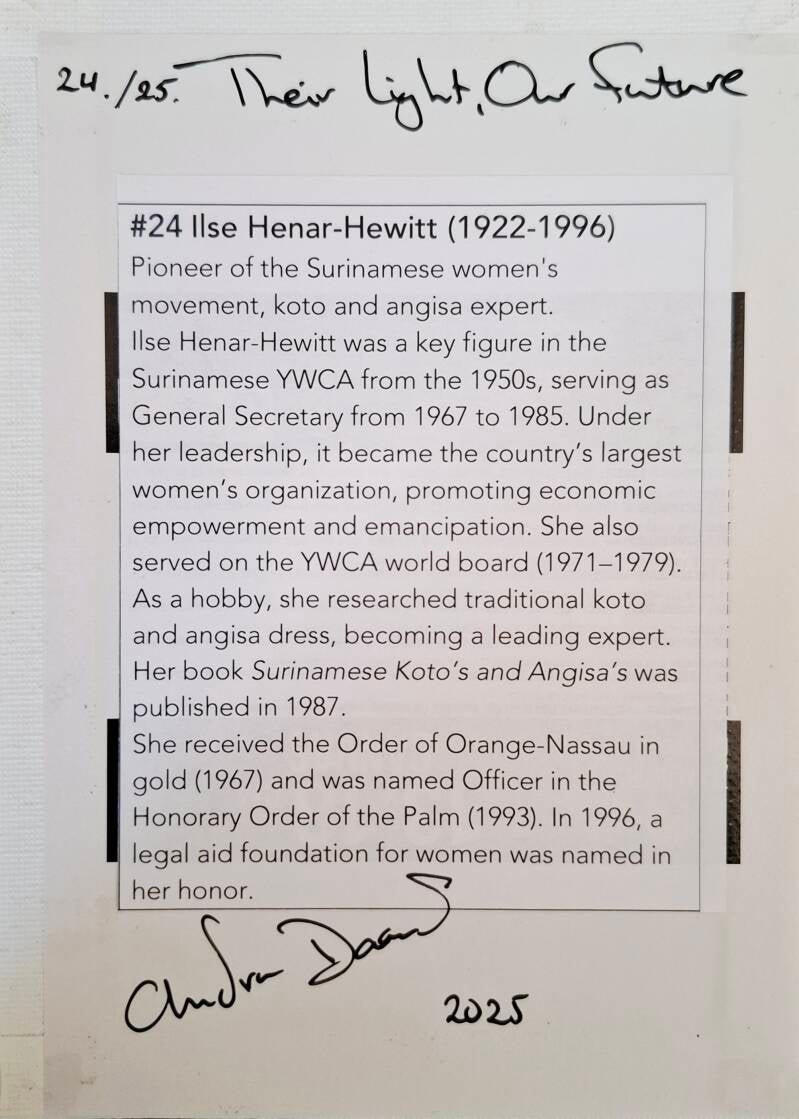 24./25. Their Light, Our Future
#24 Ilse Henar-Hewitt (1922-1996)
Pioneer of the Surinamese women's
movement, koto and angisa expert.
Ilse Henar-Hewitt was a key figure in the
Surinamese YWCA from the 1950s, serving as
General Secretary from 1967 to 1985. Under
her leadership, it became the country’s largest
women’s organization, promoting economic
empowerment and emancipation. She also
served on the YWCA world board (1971–1979).
As a hobby, she researched traditional koto
and angisa dress, becoming a leading expert.
Her book Surinamese Koto’s and Angisa’s was
published in 1987.
She received the Order of Orange-Nassau in
gold (1967) and was named Officer in the
Honorary Order of the Palm (1993). In 1996, a
legal aid foundation for women was named in
her honor.
2025